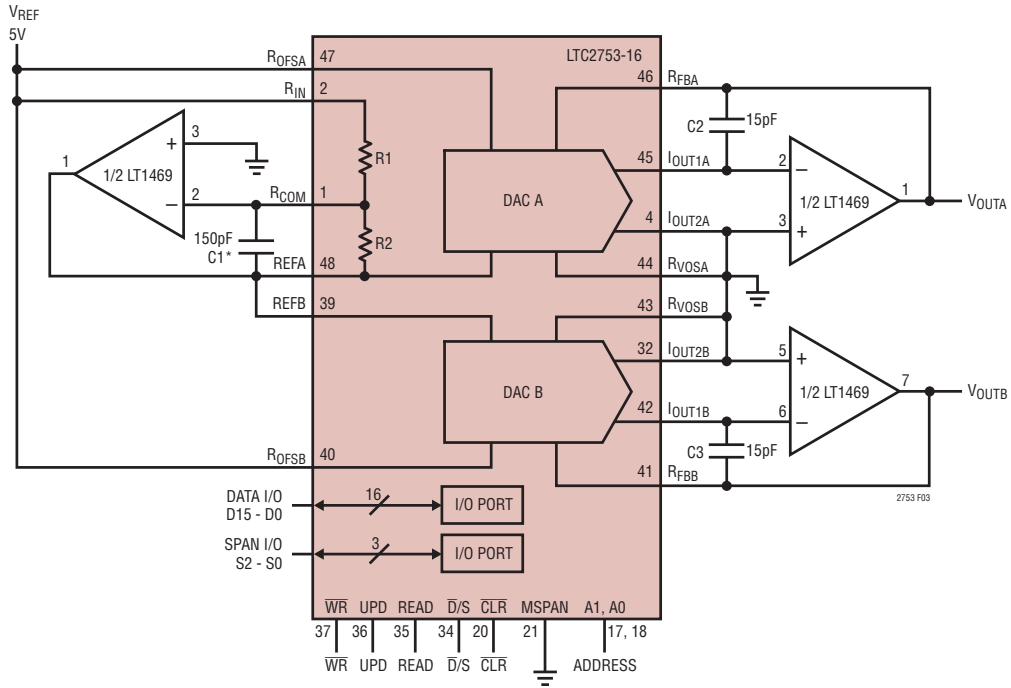 VREF
5V
ROFSA 47
LTC2753-16
46 RFBA
RIN 2
C2 15pF
3
+
1
1/2 LT1469
R1
45 IOUT1A 2
–
2
–
RCOM 1
DAC A
1/2 LT1469
1
VOUTA
4 IOUT2A 3
+
150pF
C1*
R2
REFA 48
44 RVOSA
REFB 39
43 RVOSB
32 IOUT2B 5
+
DAC B
1/2 LT1469
7
VOUTB
42 IOUT1B 6
–
C3 15pF
ROFSB 40
41 RFBB
2753 F03
DATA I/O
D15 - D0
16
I/O PORT
SPAN I/O
S2 - S0
3
I/O PORT
W̅R̅ UPD READ D̅/S C̅L̅R̅ MSPAN A1, A0
37 36 35 34 20 21 17, 18
W̅R̅ UPD READ D̅/S C̅L̅R̅ ADDRESS